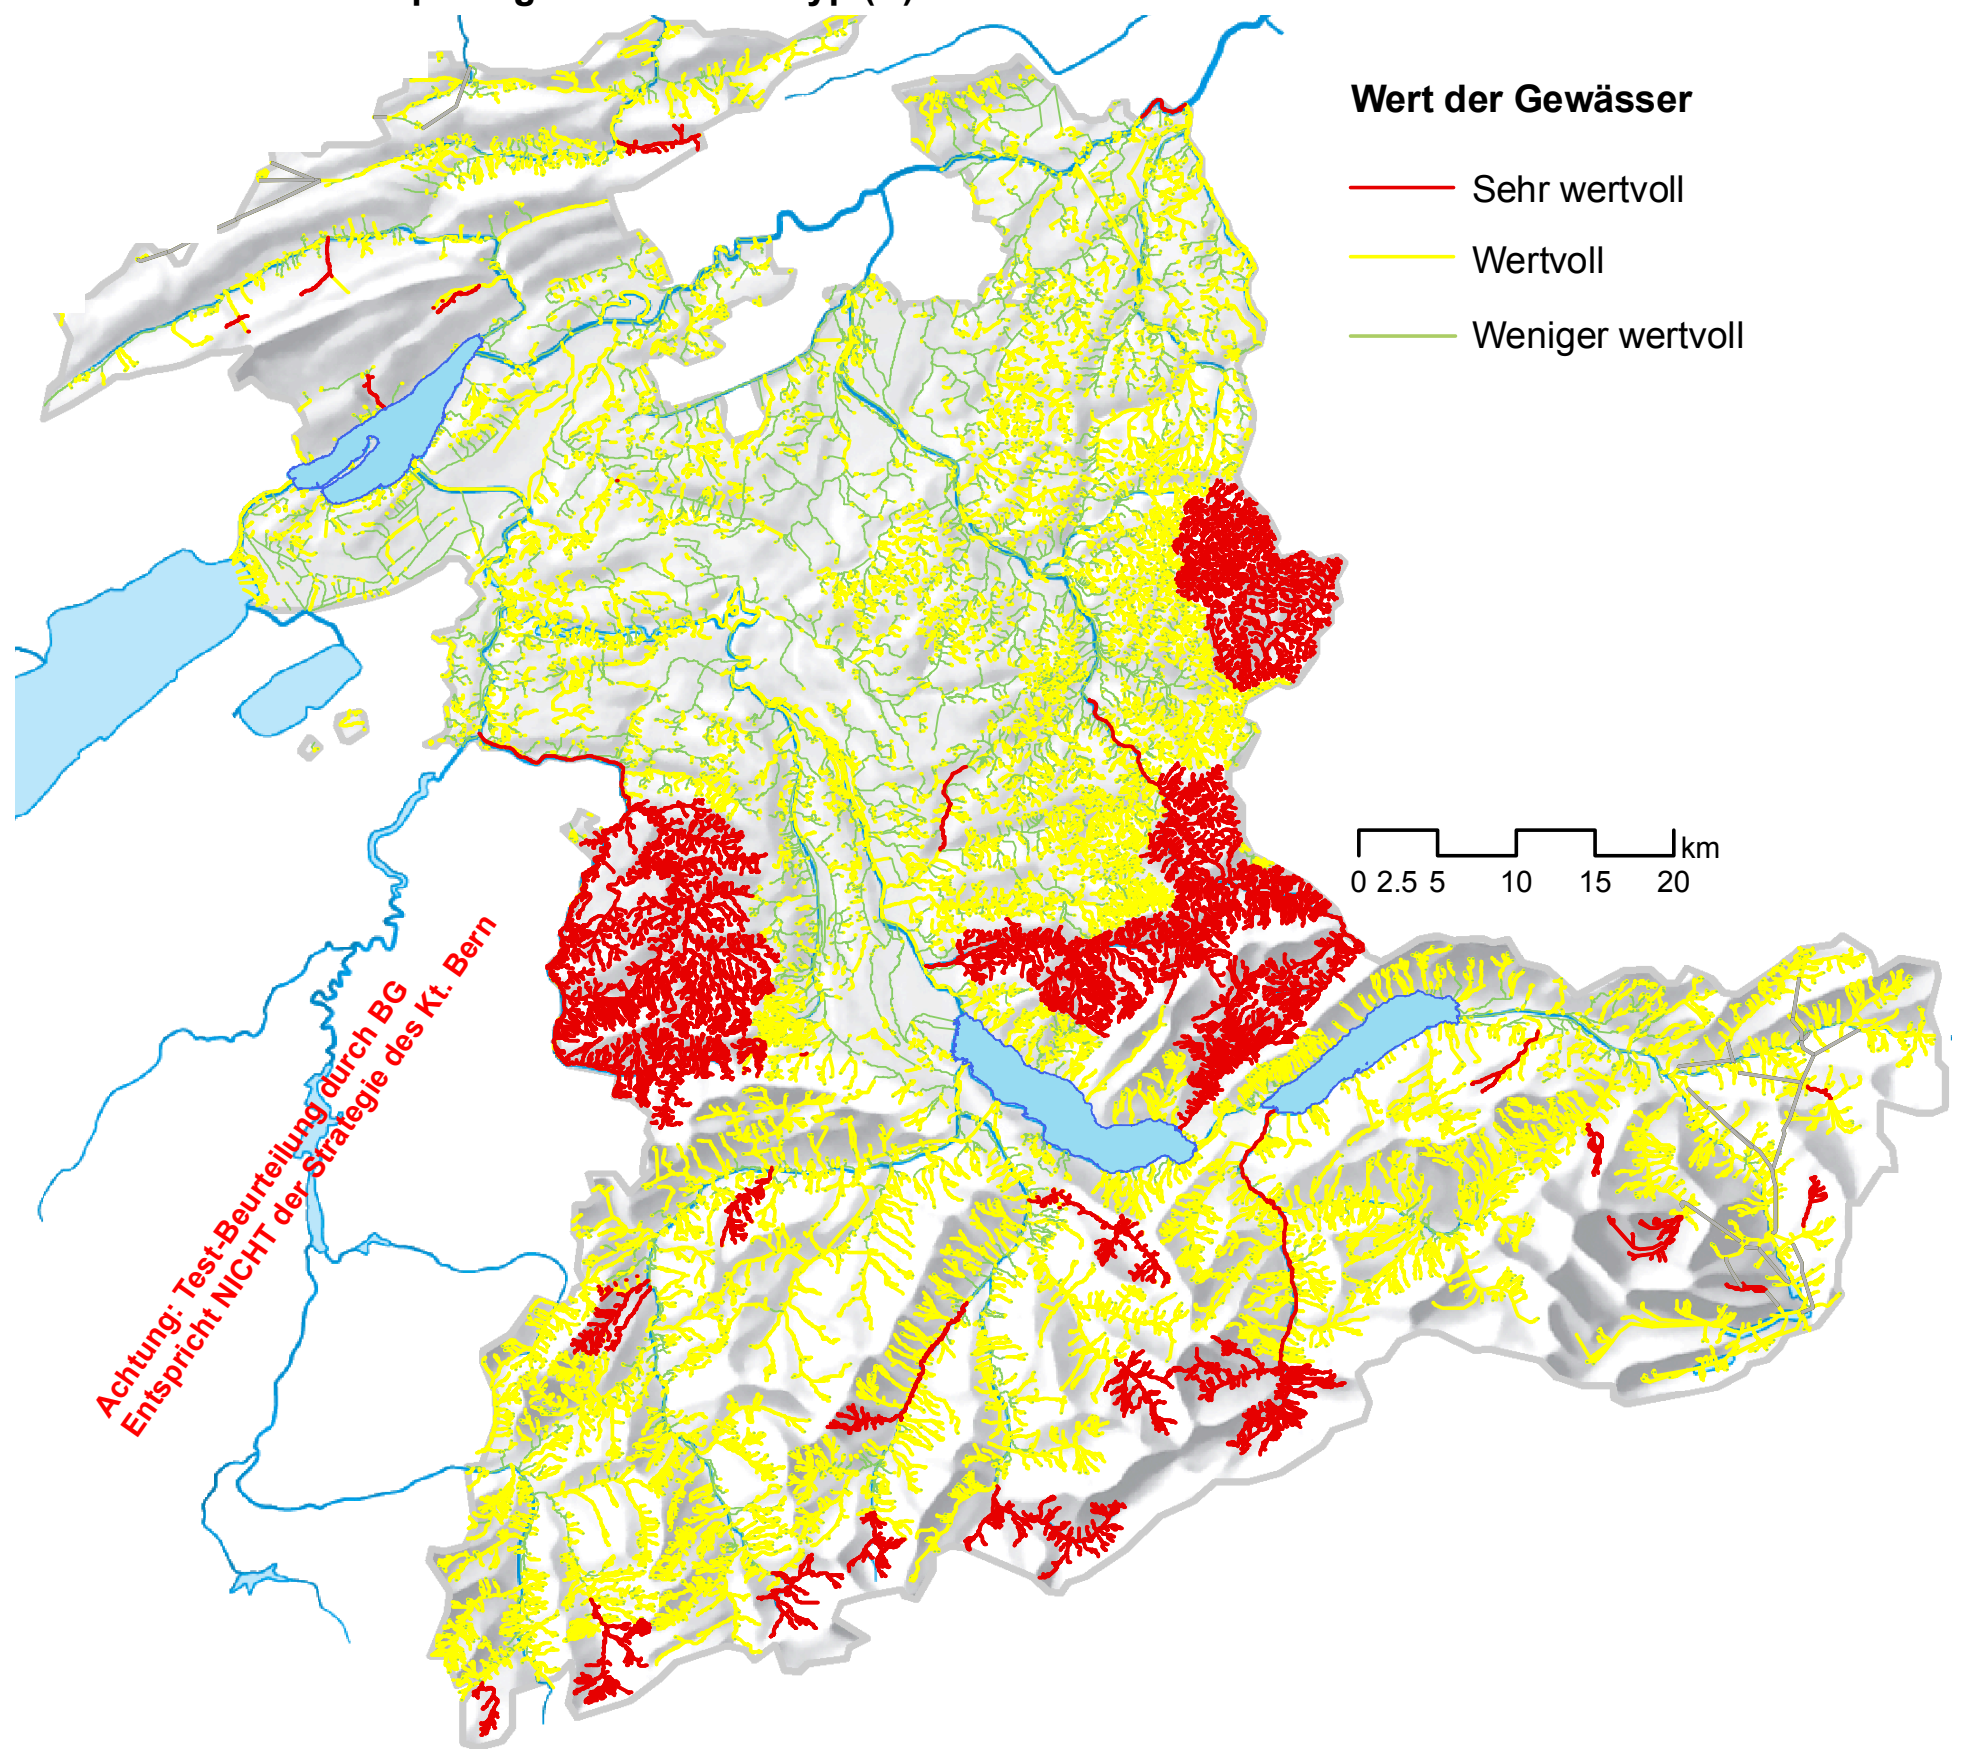 Wert der Gewässer
Sehr wertvoll
Wertvoll
Weniger wertvoll
km
0 2.5 5 10 15 20
Achtung: Test-Beurteilung durch BG
Entspricht NICHT der Strategie des Kt. Bern